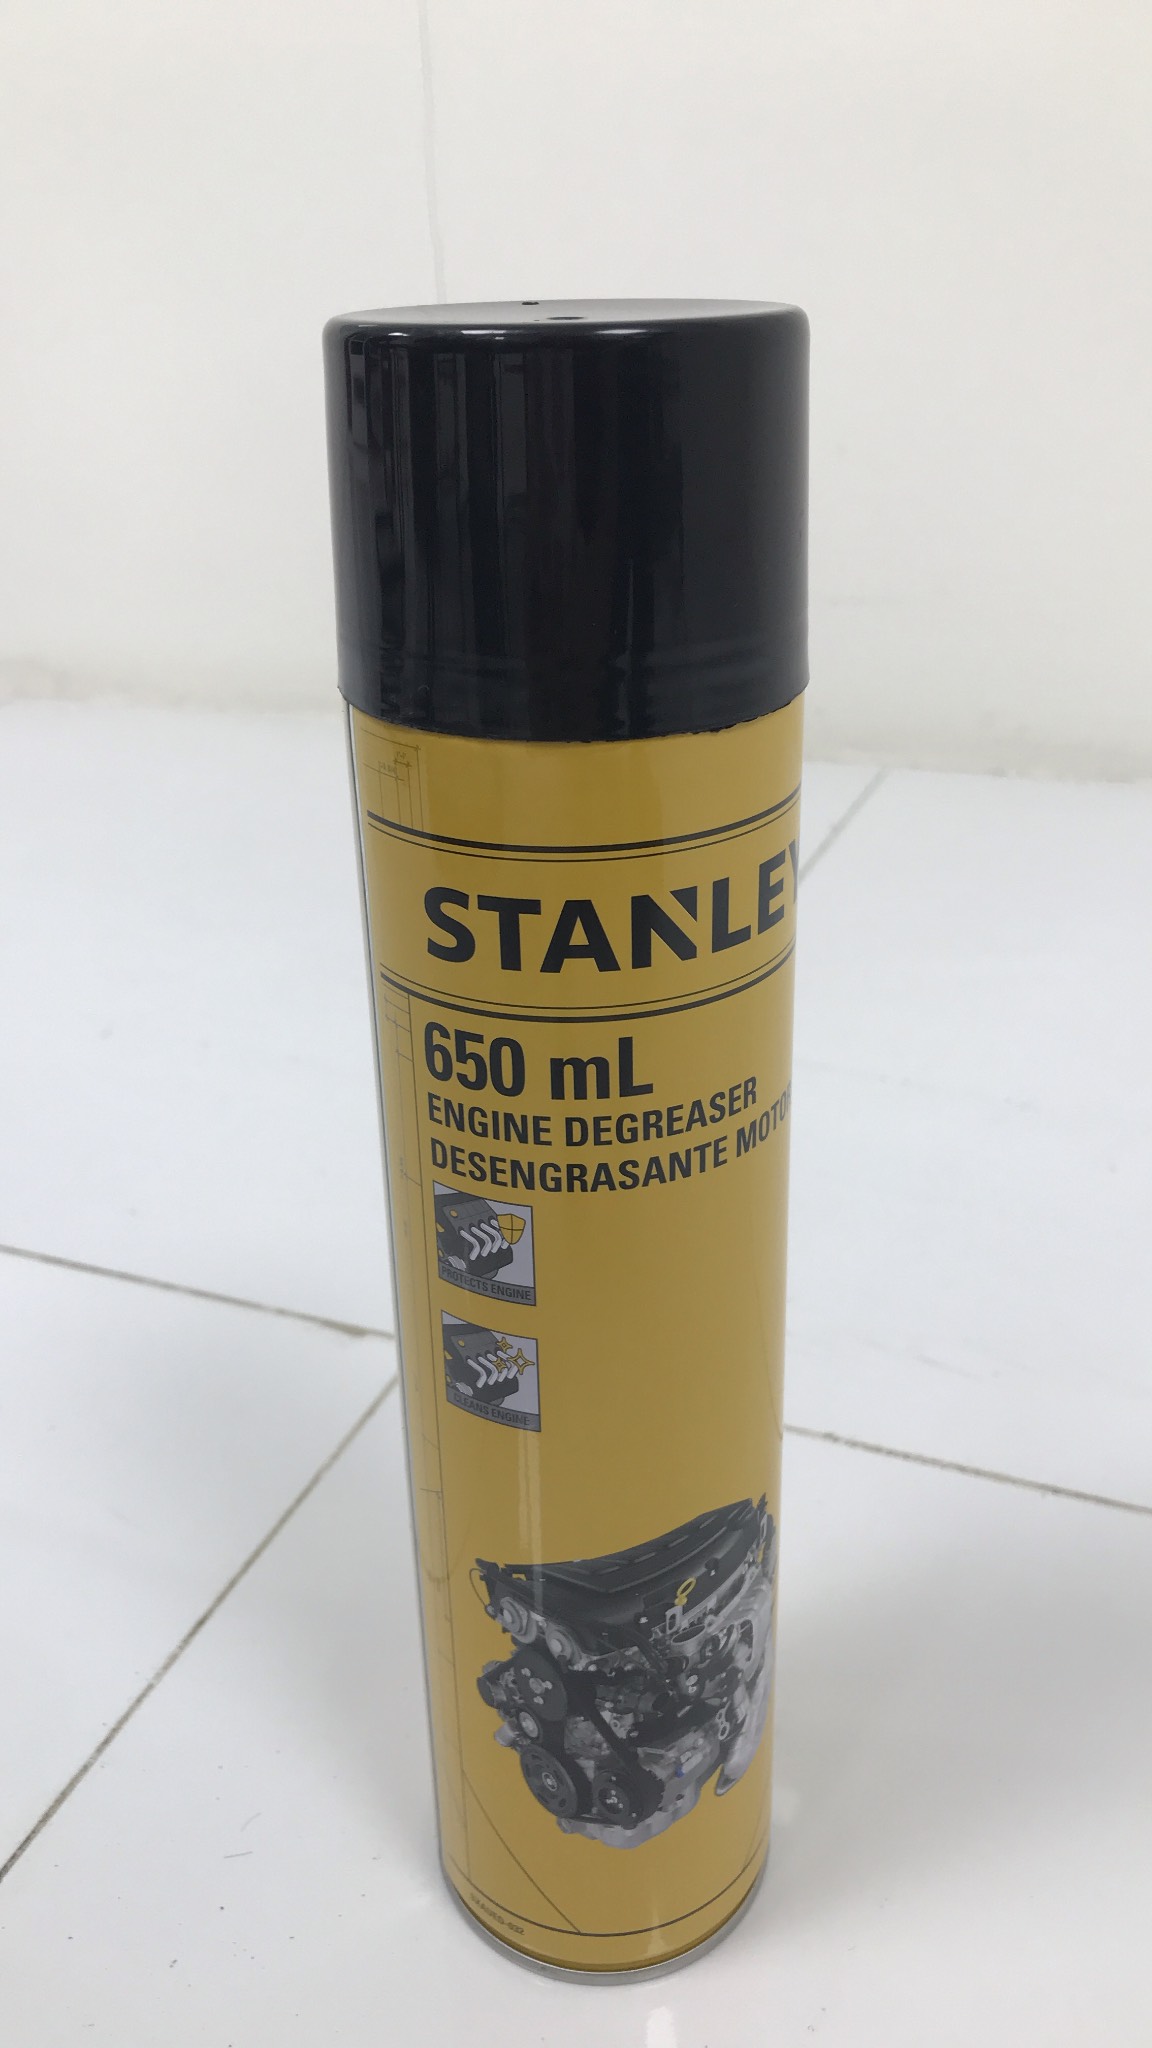 STANLEY
650 mL
ENGINE DEGREASER
DESENGRASANTE MOTOR
PROTECTS ENGINE
CLEANS ENGINE